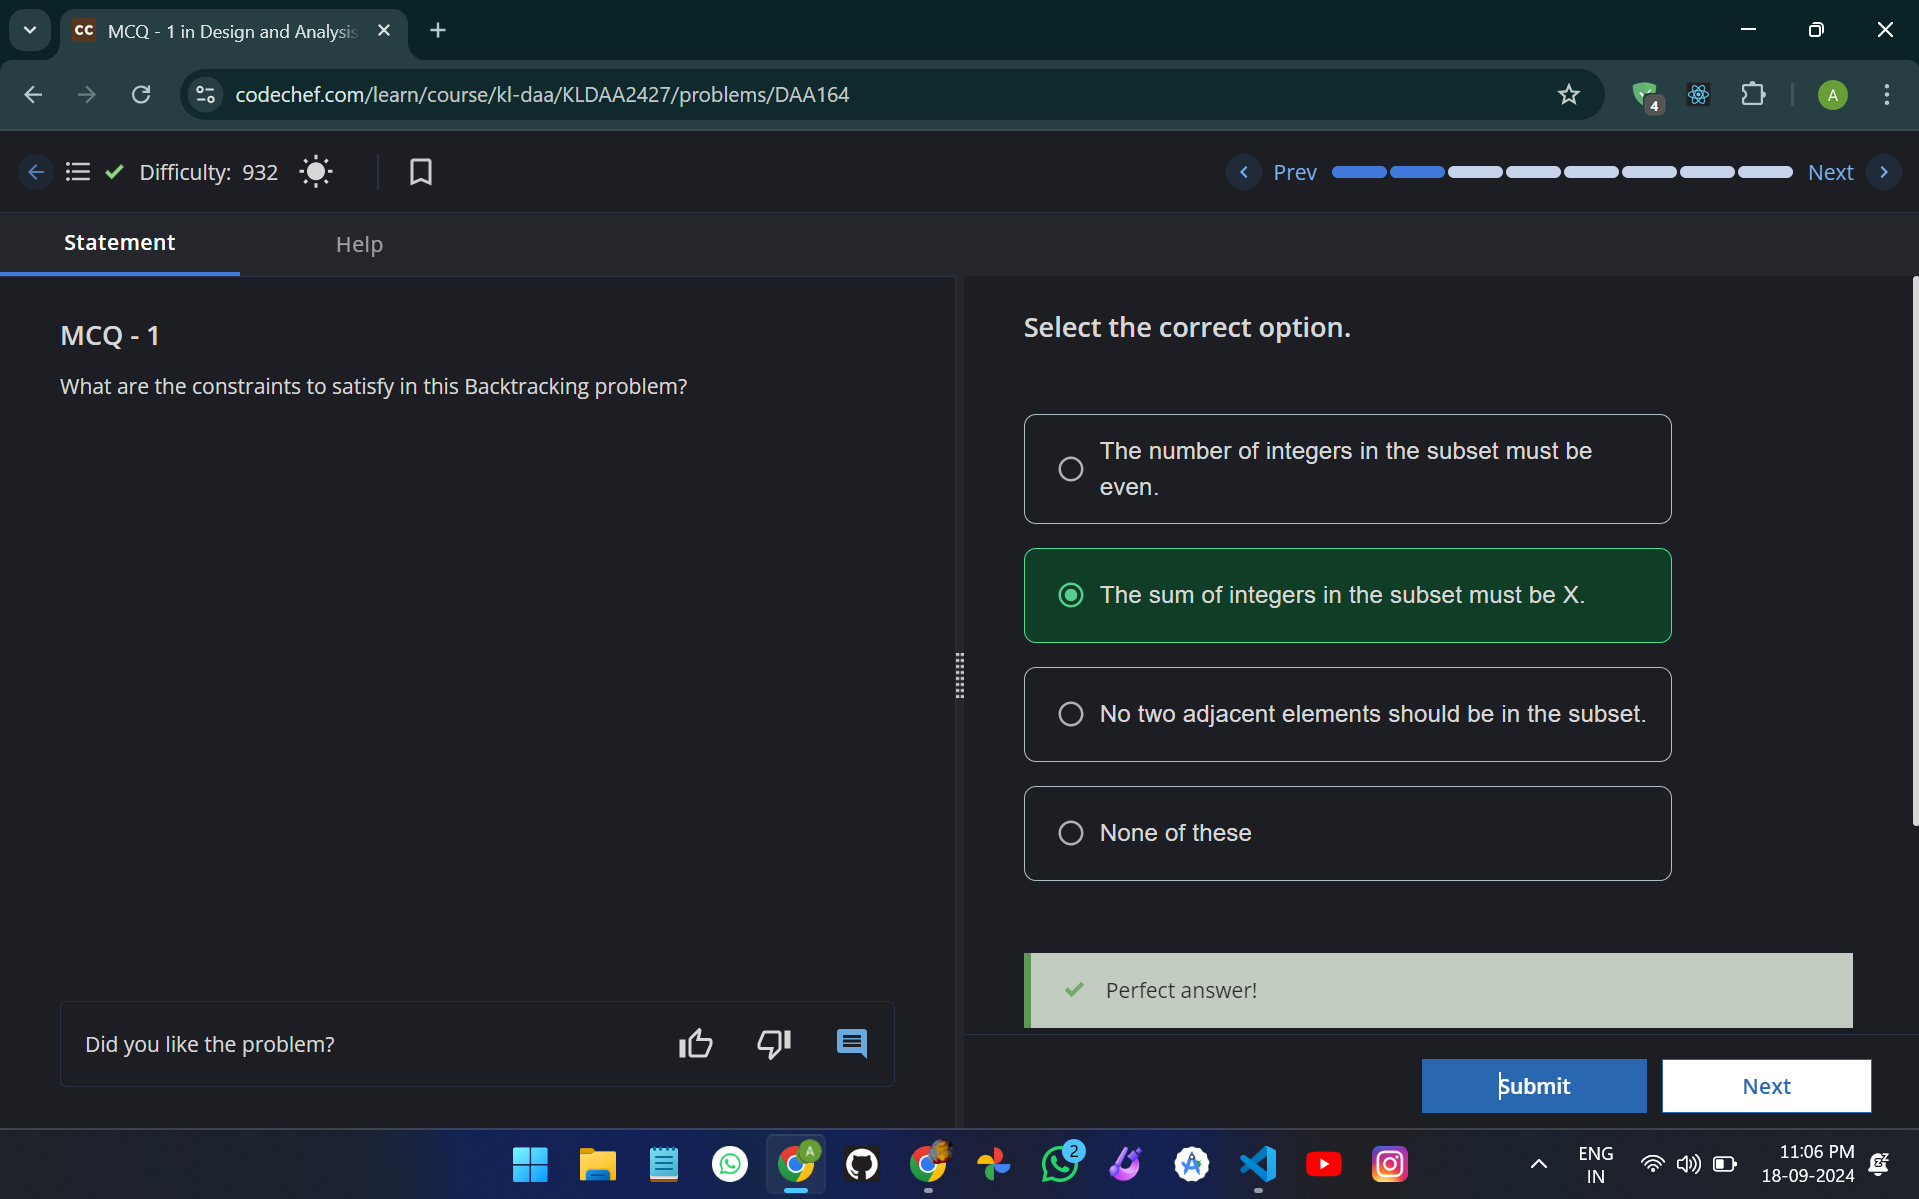 CC MCQ - 1 in Design and Analysis
codechef.com/learn/course/kl-daa/KLDAA2427/problems/DAA164
4
A
Difficulty: 932
Prev
Next
Statement
Help
MCQ - 1
What are the constraints to satisfy in this Backtracking problem?
Select the correct option.
The number of integers in the subset must be
even.
The sum of integers in the subset must be X.
No two adjacent elements should be in the subset.
None of these
Perfect answer!
Did you like the problem?
Submit
Next
A
2
ENG
IN
11:06 PM
18-09-2024